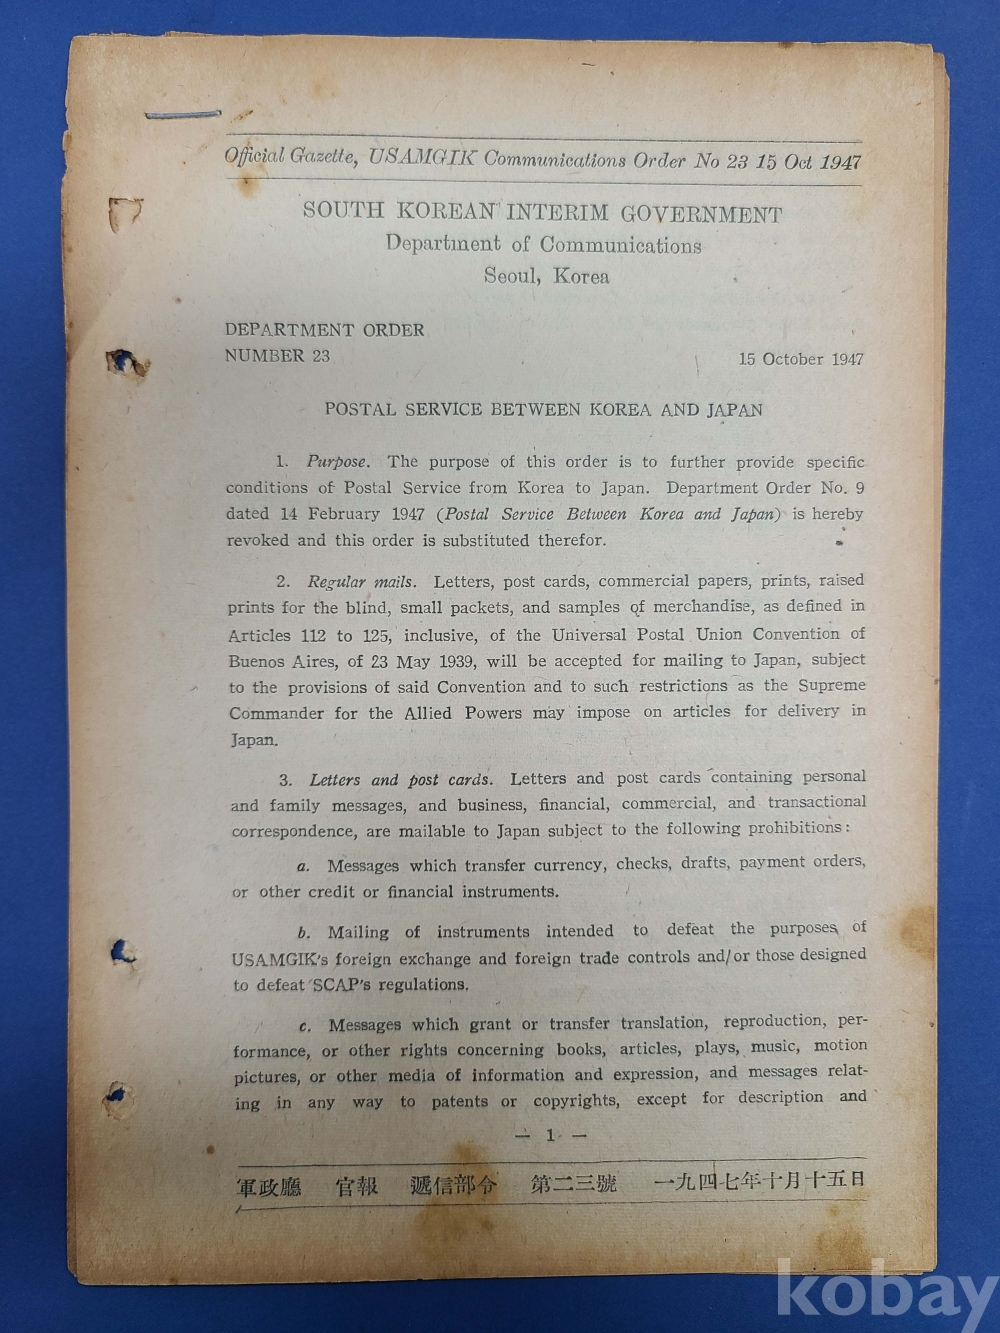 Official Gazette, USAMGIK Communications Order No 23 15 Oct 1947
SOUTH KOREAN INTERIM GOVERNMENT
Department of Communications
Seoul, Korea
DEPARTMENT ORDER
NUMBER 23
15 October 1947
POSTAL SERVICE BETWEEN KOREA AND JAPAN
1. Purpose. The purpose of this order is to further provide specific
conditions of Postal Service from Korea to Japan. Department Order No. 9
dated 14 February 1947 (Postal Service Between Korea and Japan) is hereby
revoked and this order is substituted therefor.
2. Regular mails. Letters, post cards, commercial papers, prints, raised
prints for the blind, small packets, and samples of merchandise, as defined in
Articles 112 to 125, inclusive, of the Universal Postal Union Convention of
Buenos Aires, of 23 May 1939, will be accepted for mailing to Japan, subject
to the provisions of said Convention and to such restrictions as the Supreme
Commander for the Allied Powers may impose on articles for delivery in
Japan.
3. Letters and post cards. Letters and post cards containing personal
and family messages, and business, financial, commercial, and transactional
correspondence, are mailable to Japan subject to the following prohibitions:
a. Messages which transfer currency, checks, drafts, payment orders,
or other credit or financial instruments.
b. Mailing of instruments intended to defeat the purposes of
USAMGIK's foreign exchange and foreign trade controls and/or those designed
to defeat SCAP's regulations.
c. Messages which grant or transfer translation, reproduction, per-
formance, or other rights concerning books, articles, plays, music, motion
pictures, or other media of information and expression, and messages relat-
ing in any way to patents or copyrights, except for description and
— 1 —
軍政廳 官報 遞信部令 第二三號 一九四七年十月十五日
kobay